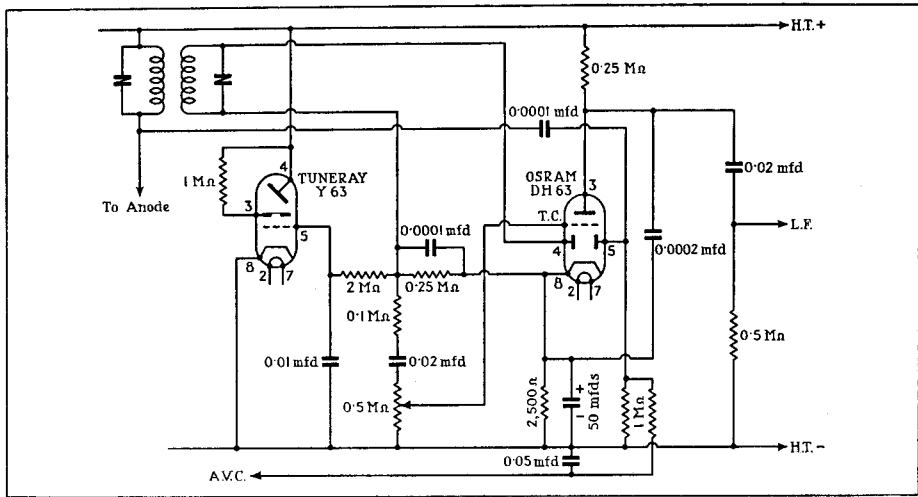 H.T.+
0·25 MΩ
0·0001 mfd
4
TUNERAY
Y 63
OSRAM
DH 63
3
0·02 mfd
1 MΩ
To Anode
3
5
T.C.
4
5
L.F.
0·0001 mfd
0·0002 mfd
8
2
7
2 MΩ
0·25 MΩ
8
2
7
0·1 MΩ
0·5 MΩ
0·01 mfd
0·02 mfd
0·5 MΩ
2,500 Ω
+
−
50 mfds
1 MΩ
H.T.−
0·05 mfd
A.V.C.